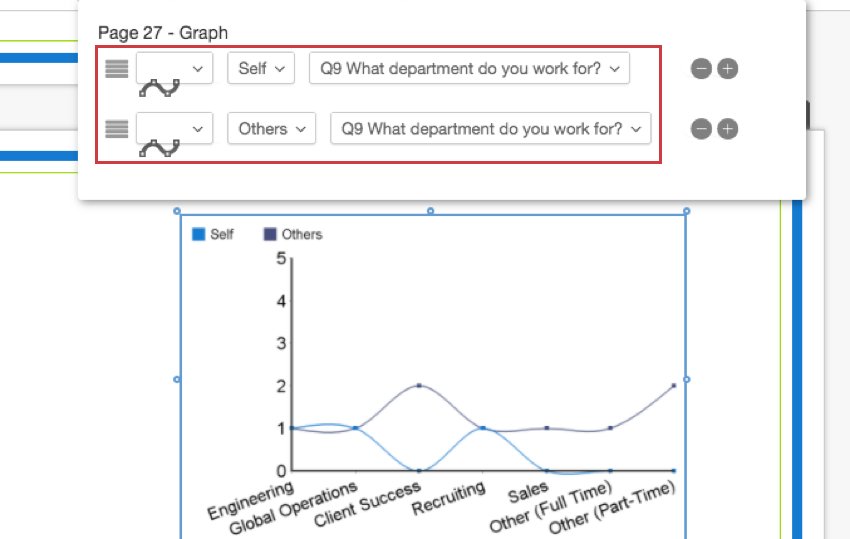 Page 27 - Graph
Self Q9 What department do you work for?
Others Q9 What department do you work for?
Self Others
5
4
3
2
1
0
Engineering
Global Operations
Client Success
Recruiting
Sales
Other (Full Time)
Other (Part-Time)